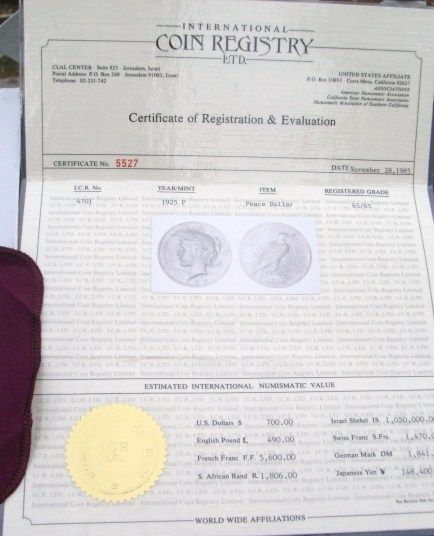 INTERNATIONAL
COIN REGISTRY
LTD.
CLAL CENTER · Suite 823 · Jerusalem, Israel
Postal Address P.O. Box 248 · Jerusalem 91003, Israel
Telephone: 02-231-742
UNITED STATES AFFILIATE
P.O. Box 10093 · Costa Mesa, California 92627
ASSOCIATIONS
American Numismatic Association
California State Numismatic Association
Numismatic Association of Southern California
Certificate of Registration & Evaluation
CERTIFICATE No. 5527
DATE November 28, 1985
I.C.R. No. YEAR/MINT ITEM REGISTERED GRADE
4701 1925 P Peace Dollar 65/65
ESTIMATED INTERNATIONAL NUMISMATIC VALUE
U.S. Dollars $ 700.00 Israel Shekel IS 1,050,000.0
English Pound £ 490.00 Swiss Franc S.Frs. 1,470.
French Franc F.F. 5,600.00 German Mark DM 1,841.
S. African Rand R 1,806.00 Japanese Yen ¥ 148,400
WORLD WIDE AFFILIATIONS